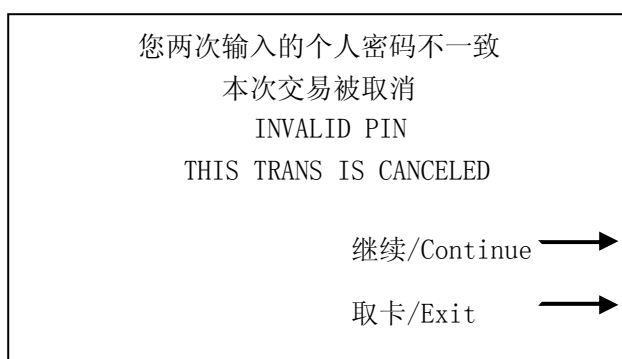 您两次输入的个人密码不一致
本次交易被取消
INVALID PIN
THIS TRANS IS CANCELED
继续/Continue
取卡/Exit